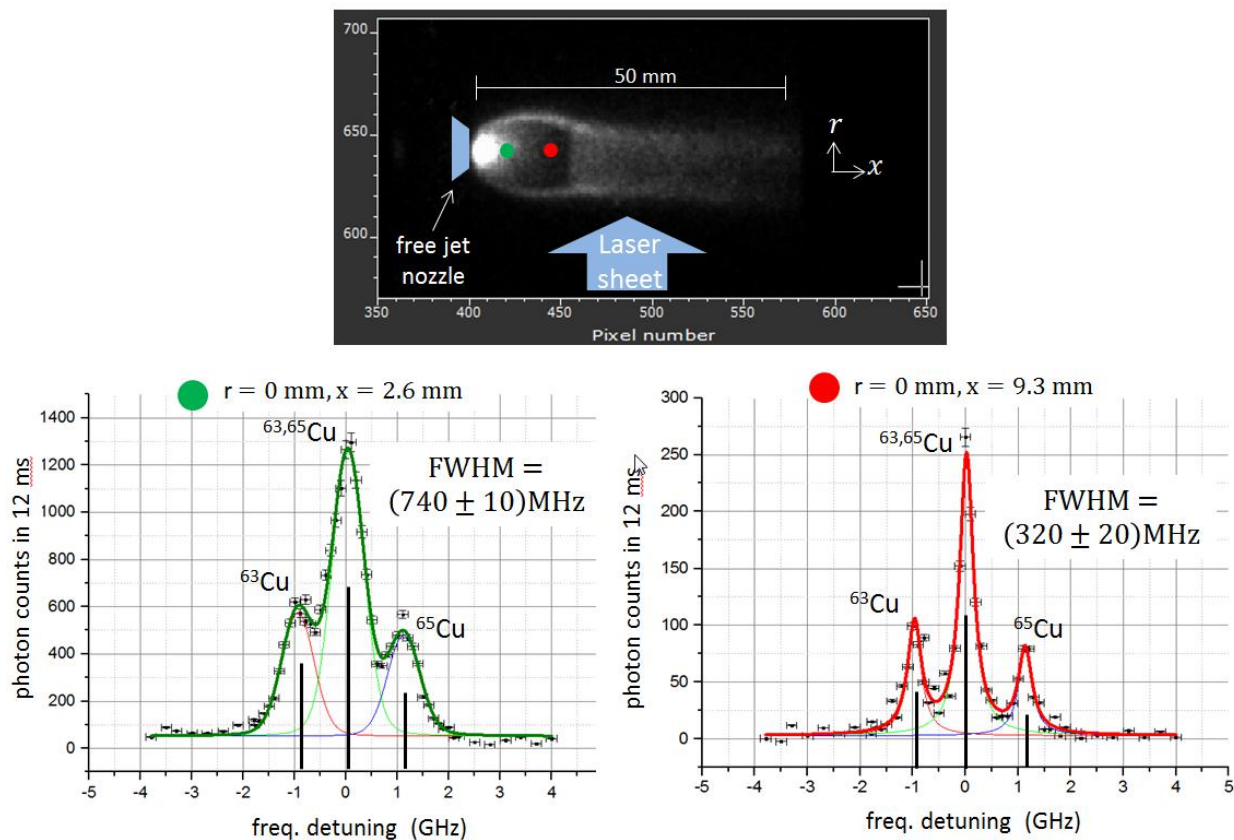 700
650
600
50 mm
r
x
free jet
nozzle
Laser
sheet
350 400 450 500 550 600 650
Pixel number
r = 0 mm, x = 2.6 mm
1400
1200
1000
800
600
400
200
0
photon counts in 12 ms
63,65Cu
63Cu
65Cu
FWHM =
(740 ± 10)MHz
-5 -4 -3 -2 -1 0 1 2 3 4
freq. detuning (GHz)
r = 0 mm, x = 9.3 mm
300
250
200
150
100
50
0
photon counts in 12 ms
63,65Cu
63Cu
65Cu
FWHM =
(320 ± 20)MHz
-5 -4 -3 -2 -1 0 1 2 3 4 5
freq. detuning (GHz)